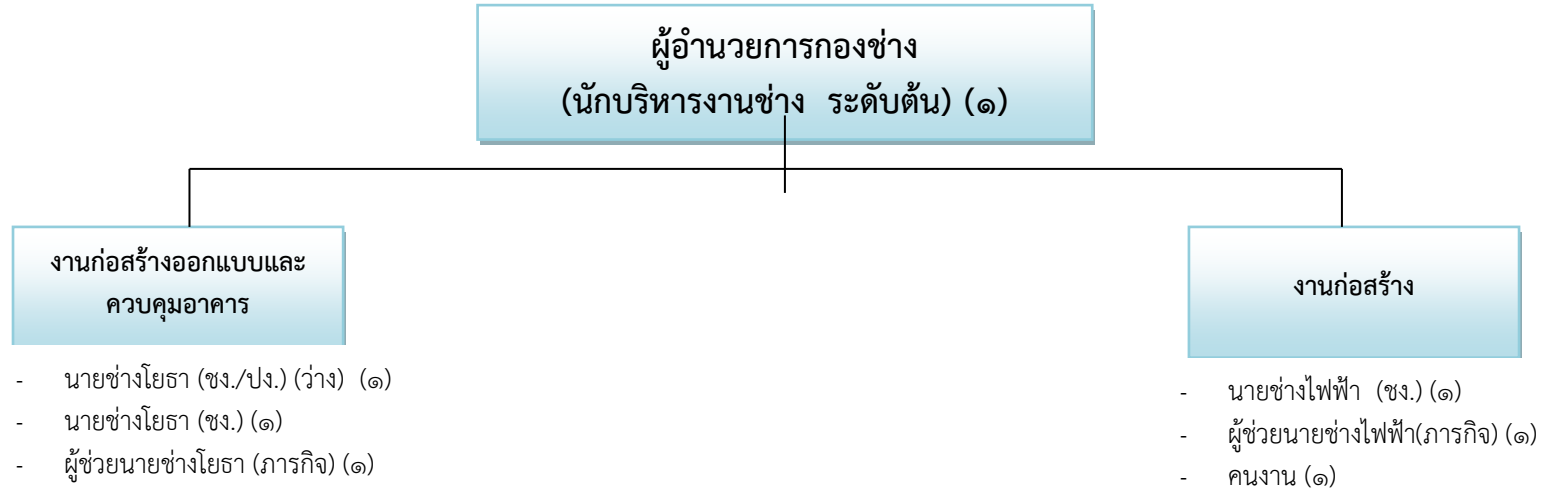 ผู้อำนวยการกองช่าง
(นักบริหารงานช่าง ระดับต้น) (๑)
งานก่อสร้างออกแบบและ
ควบคุมอาคาร
- นายช่างโยธา (ชง./ปง.) (ว่าง) (๑)
- นายช่างโยธา (ชง.) (๑)
- ผู้ช่วยนายช่างโยธา (ภารกิจ) (๑)
งานก่อสร้าง
- นายช่างไฟฟ้า (ชง.) (๑)
- ผู้ช่วยนายช่างไฟฟ้า(ภารกิจ) (๑)
- คนงาน (๑)